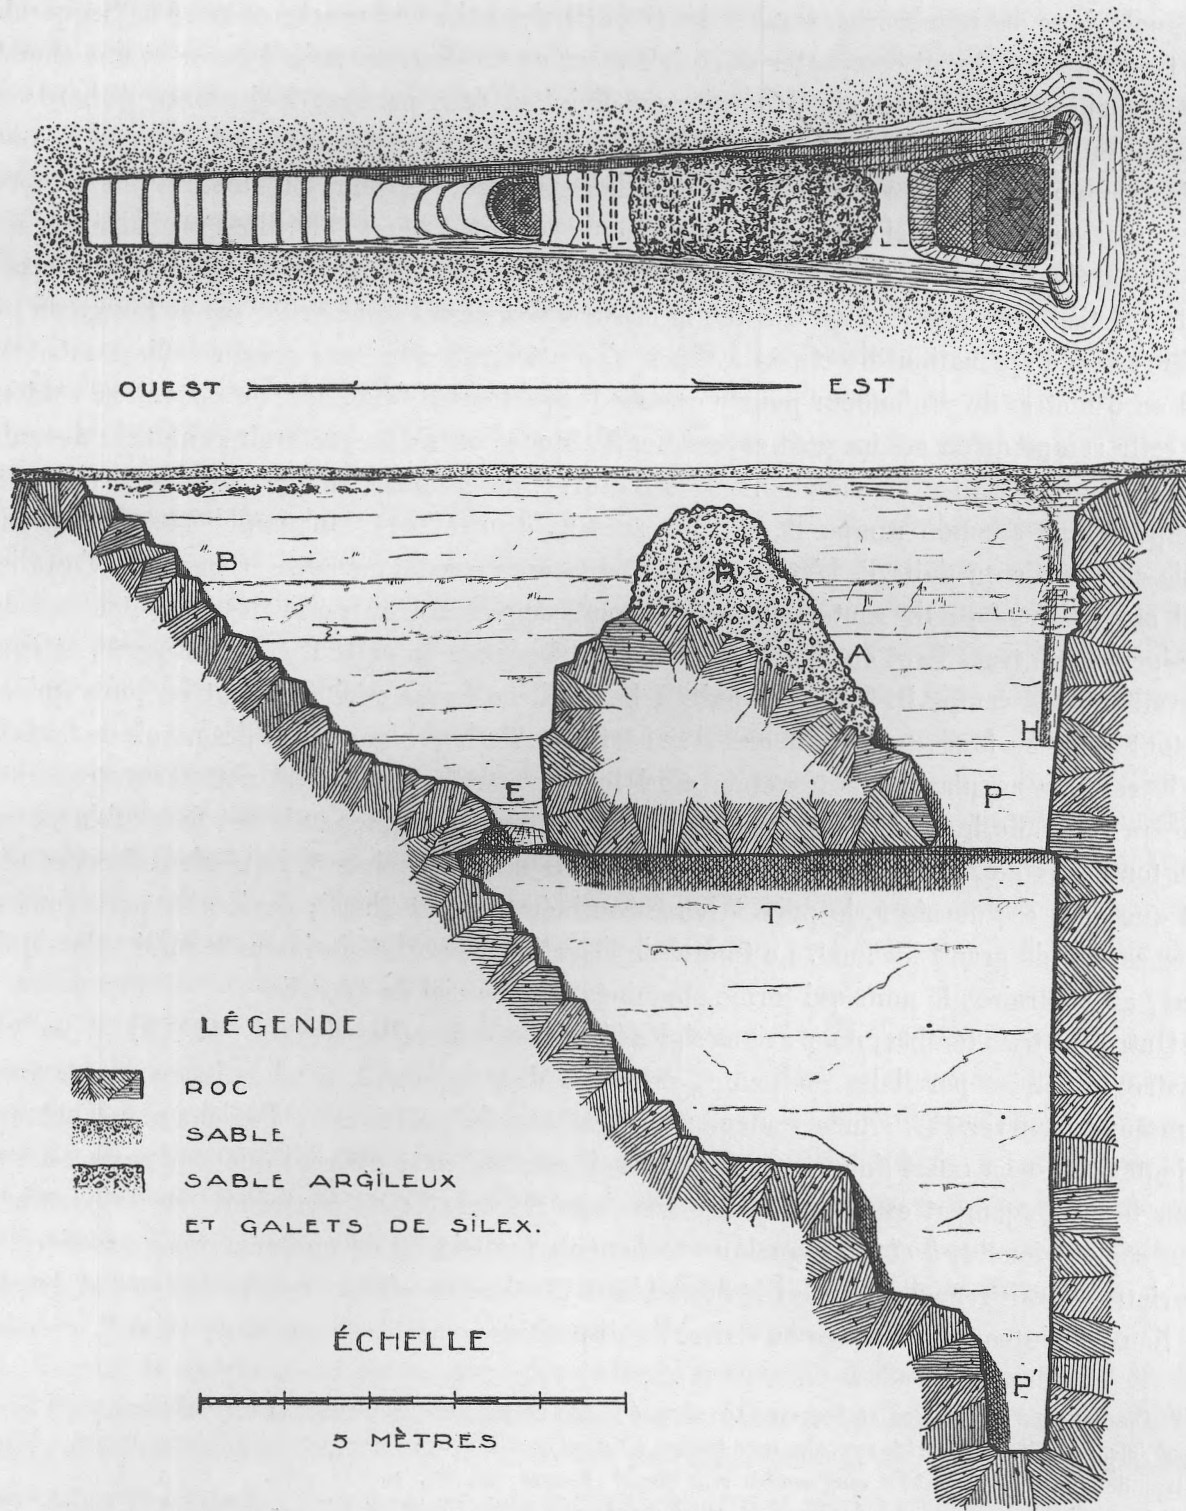 E
R
P
OUEST
EST
B
R
A
H
E
P
T
LÉGENDE
ROC
SABLE
SABLE ARGILEUX
ET GALETS DE SILEX.
ÉCHELLE
5 MÈTRES
P'